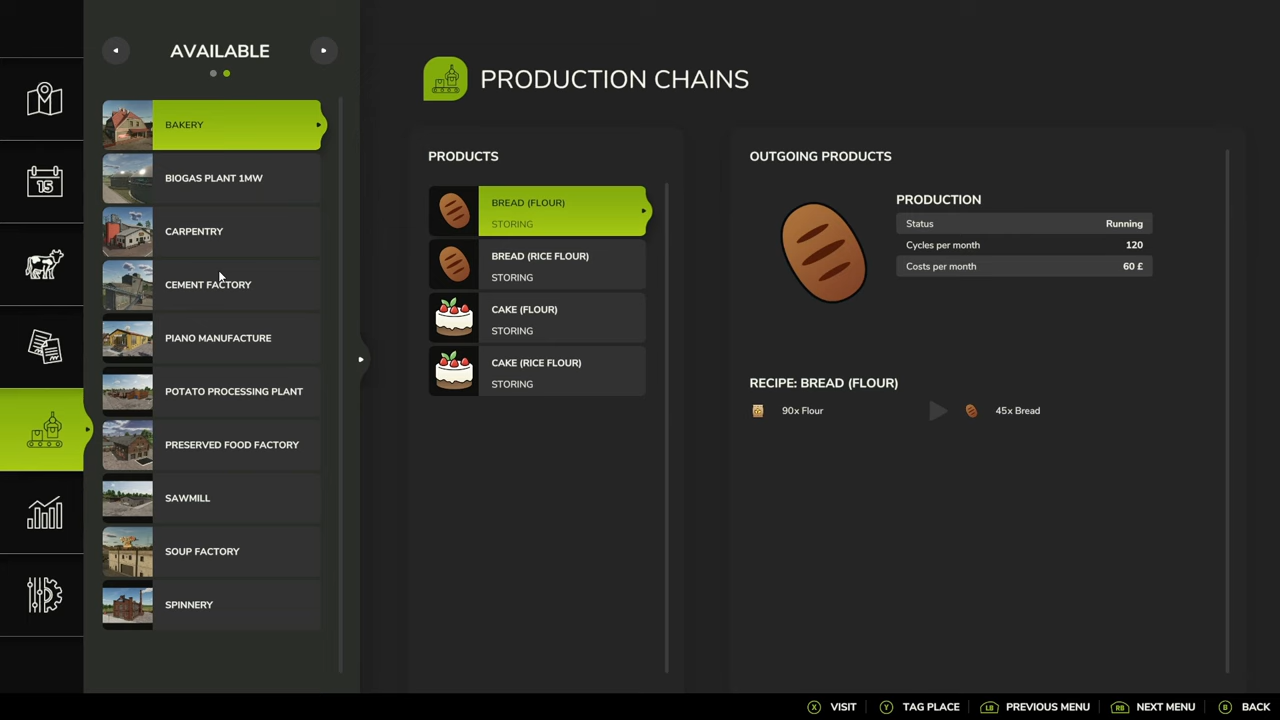 AVAILABLE
15
BAKERY
BIOGAS PLANT 1MW
CARPENTRY
CEMENT FACTORY
PIANO MANUFACTURE
POTATO PROCESSING PLANT
PRESERVED FOOD FACTORY
SAWMILL
SOUP FACTORY
SPINNERY
PRODUCTION CHAINS
PRODUCTS
BREAD (FLOUR)
STORING
BREAD (RICE FLOUR)
STORING
CAKE (FLOUR)
STORING
CAKE (RICE FLOUR)
STORING
OUTGOING PRODUCTS
PRODUCTION
Status Running
Cycles per month 120
Costs per month 60 £
RECIPE: BREAD (FLOUR)
90x Flour 45x Bread
X VISIT Y TAG PLACE LB PREVIOUS MENU RB NEXT MENU B BACK